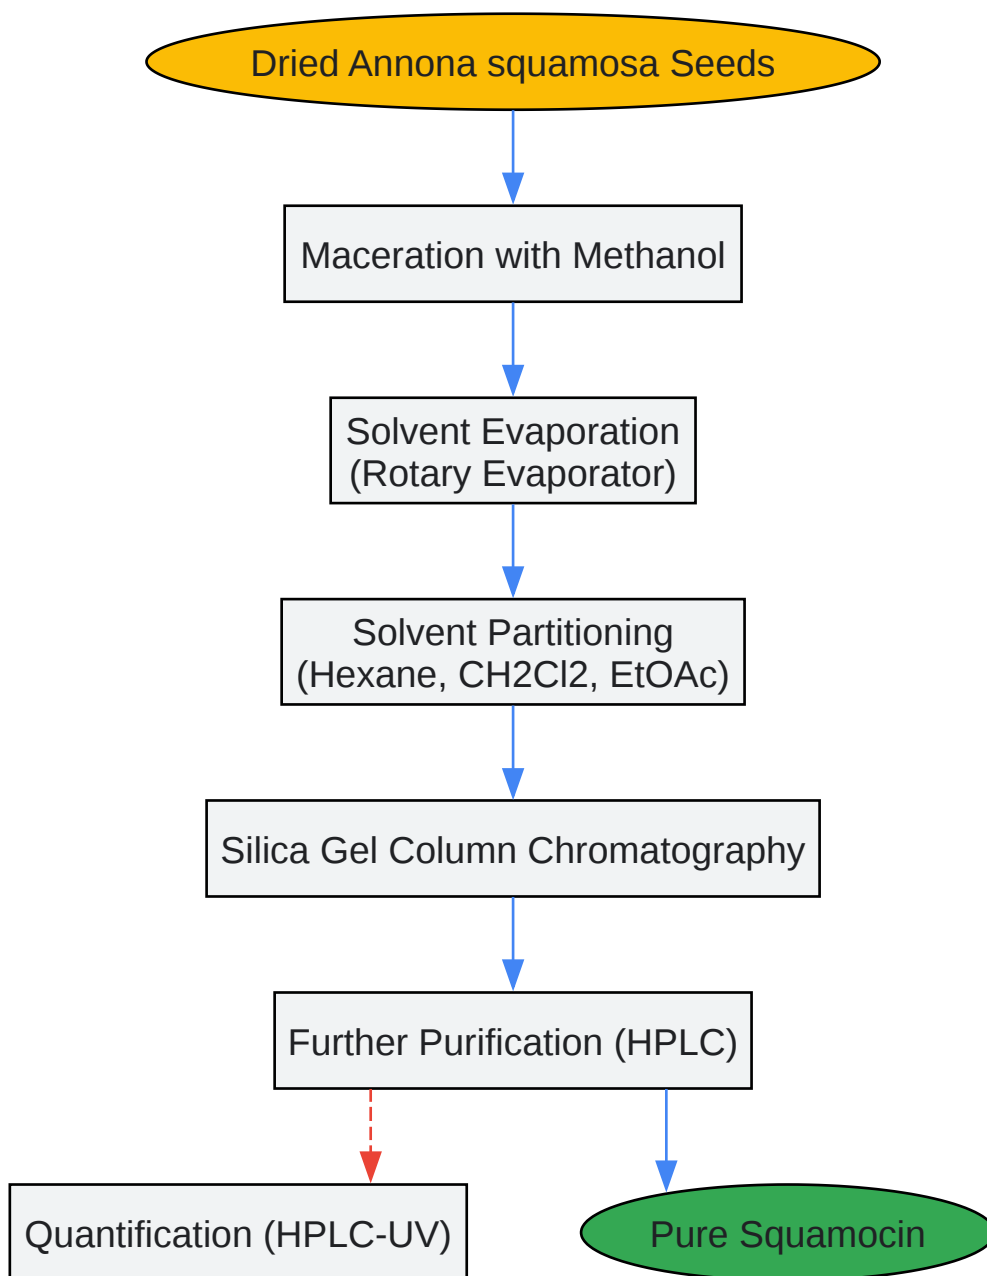 Dried Annona squamosa Seeds
Maceration with Methanol
Solvent Evaporation
(Rotary Evaporator)
Solvent Partitioning
(Hexane, CH2Cl2, EtOAc)
Silica Gel Column Chromatography
Further Purification (HPLC)
Quantification (HPLC-UV)
Pure Squamocin